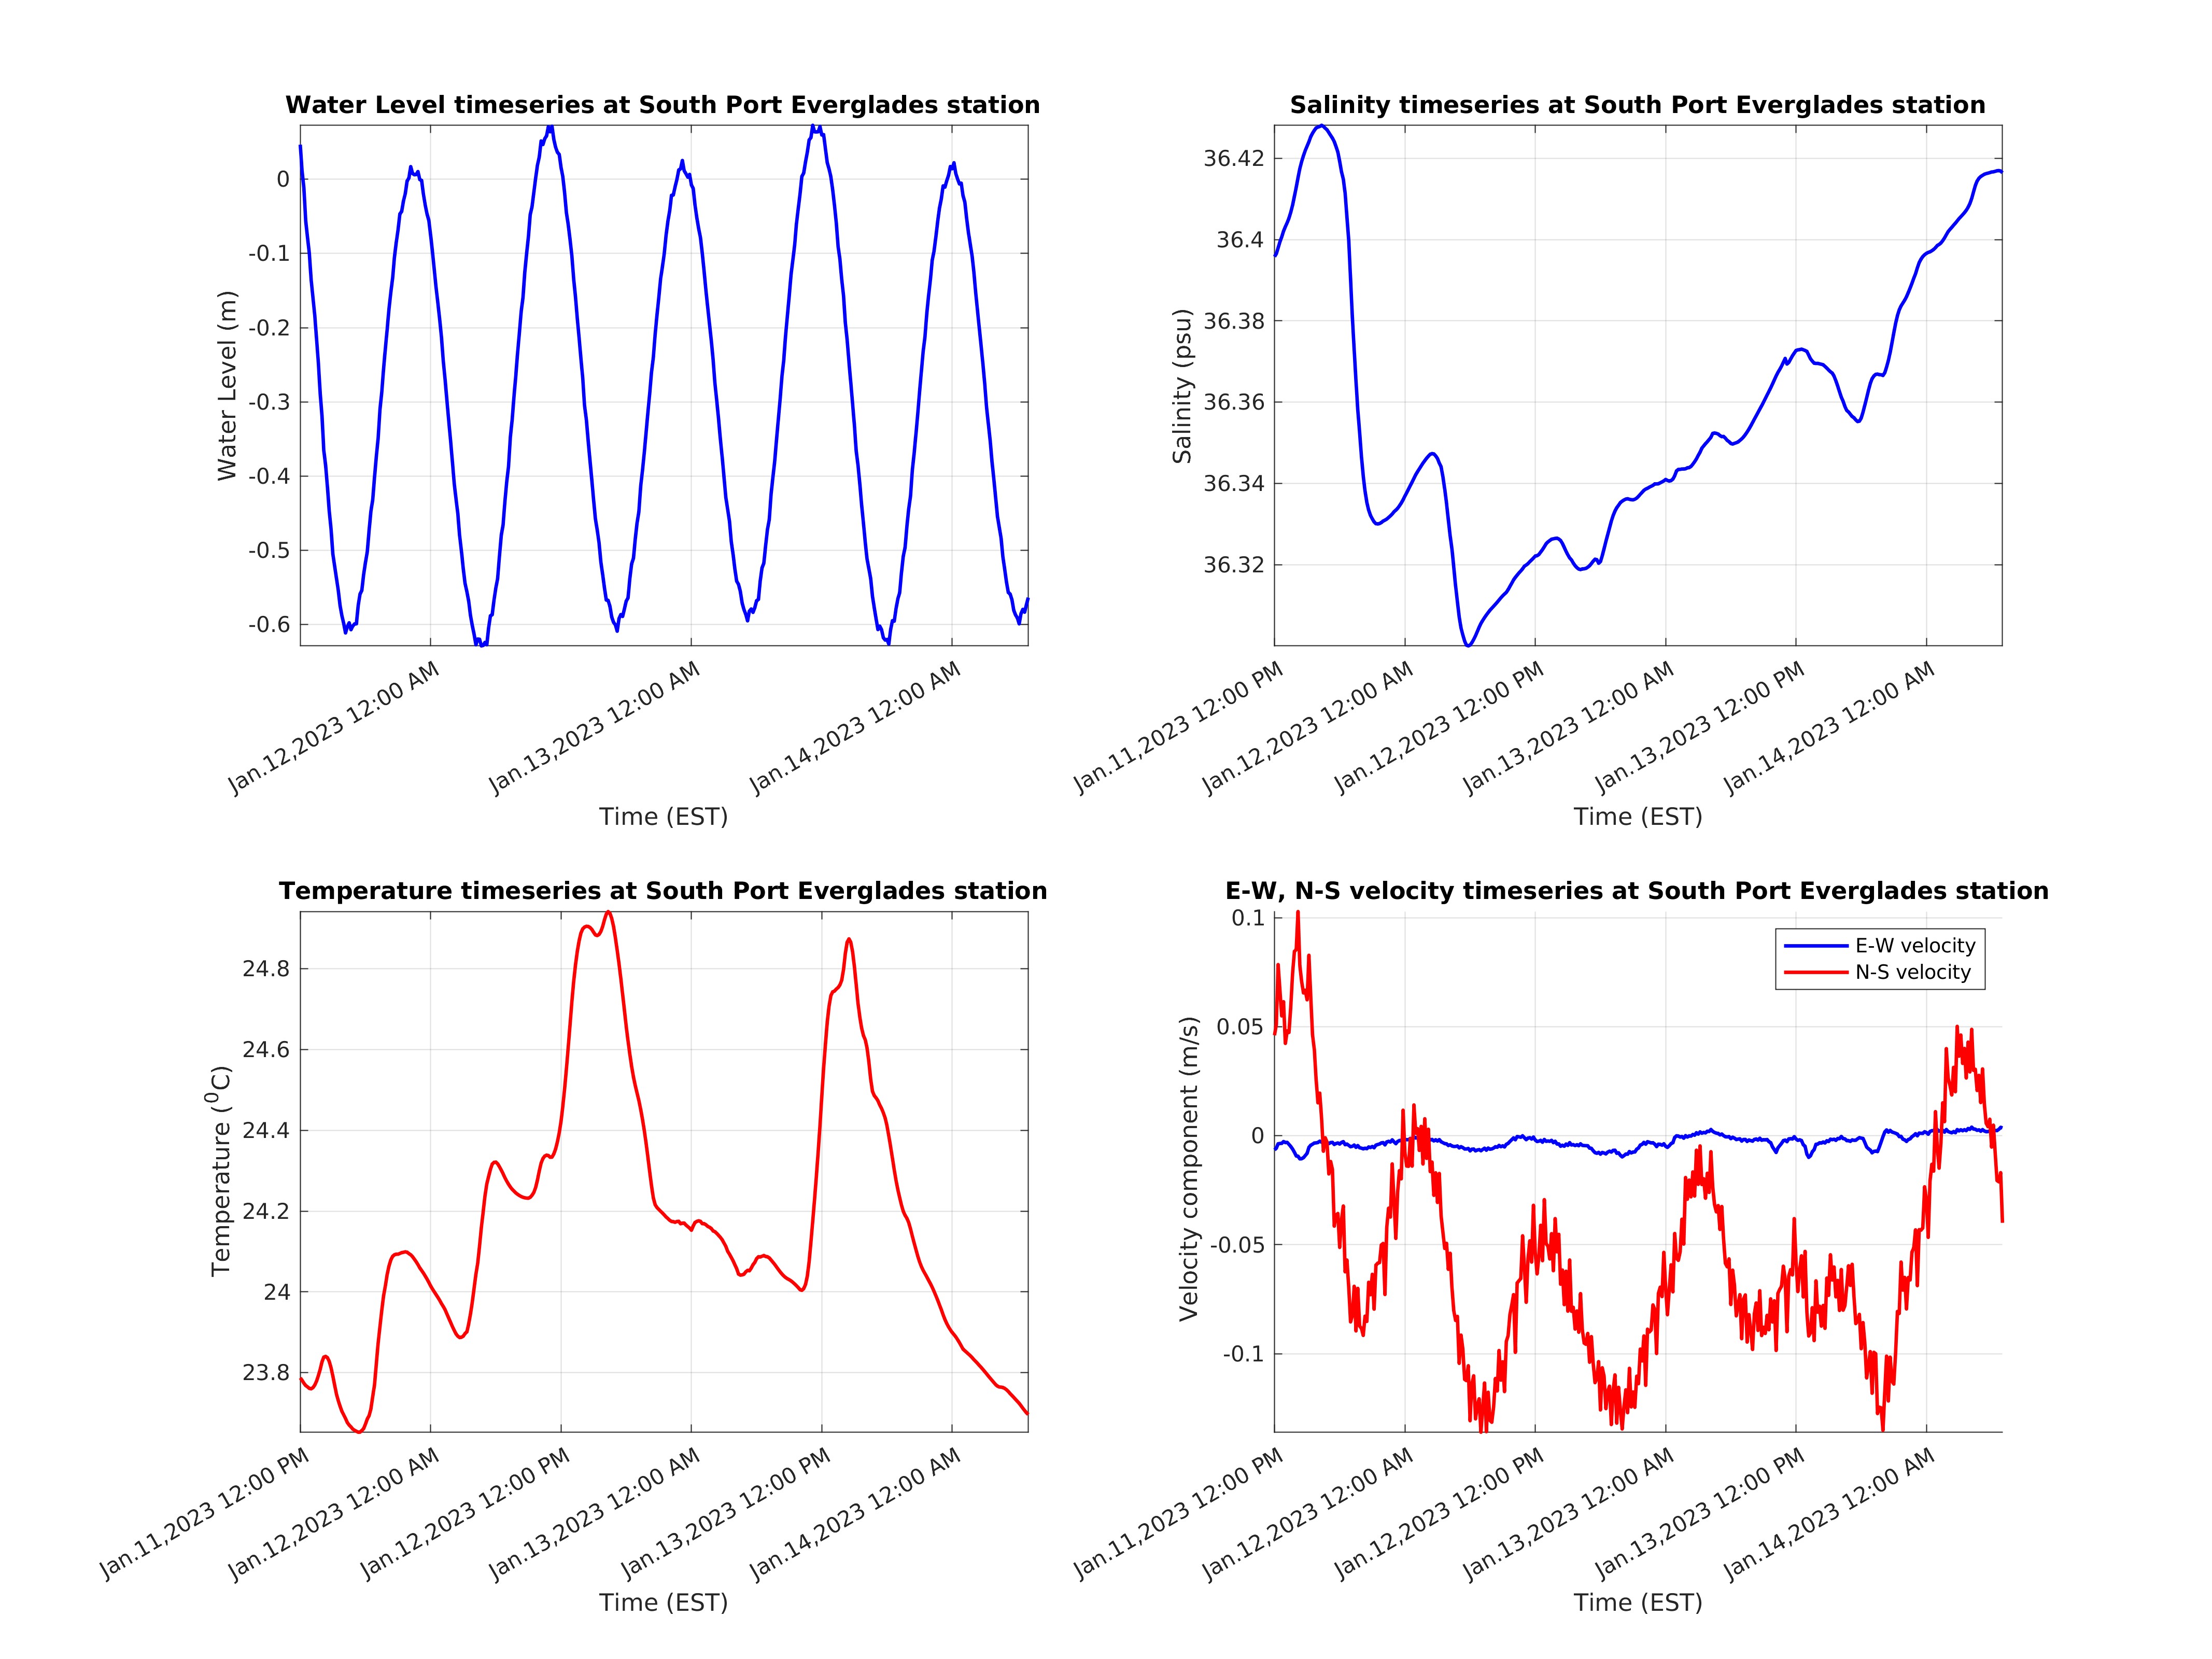 Water Level timeseries at South Port Everglades station
Water Level (m)
0
-0.1
-0.2
-0.3
-0.4
-0.5
-0.6
Jan.12,2023 12:00 AM
Jan.13,2023 12:00 AM
Jan.14,2023 12:00 AM
Time (EST)
Salinity timeseries at South Port Everglades station
Salinity (psu)
36.42
36.4
36.38
36.36
36.34
36.32
Jan.11,2023 12:00 PM
Jan.12,2023 12:00 AM
Jan.12,2023 12:00 PM
Jan.13,2023 12:00 AM
Jan.13,2023 12:00 PM
Jan.14,2023 12:00 AM
Time (EST)
Temperature timeseries at South Port Everglades station
Temperature (⁰C)
24.8
24.6
24.4
24.2
24
23.8
Jan.11,2023 12:00 PM
Jan.12,2023 12:00 AM
Jan.12,2023 12:00 PM
Jan.13,2023 12:00 AM
Jan.13,2023 12:00 PM
Jan.14,2023 12:00 AM
Time (EST)
E-W, N-S velocity timeseries at South Port Everglades station
Velocity component (m/s)
0.1
0.05
0
-0.05
-0.1
E-W velocity
N-S velocity
Jan.11,2023 12:00 PM
Jan.12,2023 12:00 AM
Jan.12,2023 12:00 PM
Jan.13,2023 12:00 AM
Jan.13,2023 12:00 PM
Jan.14,2023 12:00 AM
Time (EST)